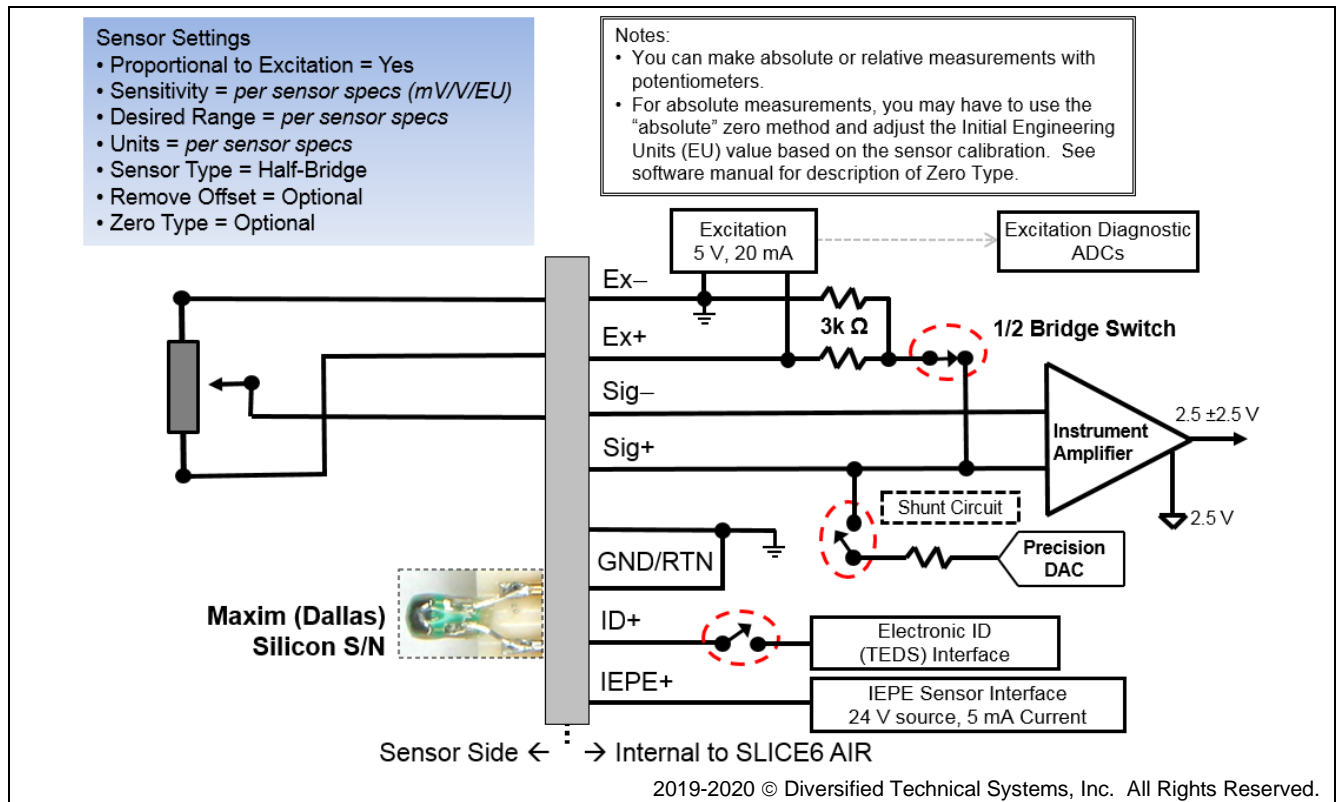 Sensor Settings
• Proportional to Excitation = Yes
• Sensitivity = per sensor specs (mV/V/EU)
• Desired Range = per sensor specs
• Units = per sensor specs
• Sensor Type = Half-Bridge
• Remove Offset = Optional
• Zero Type = Optional
Notes:
• You can make absolute or relative measurements with
potentiometers.
• For absolute measurements, you may have to use the
“absolute” zero method and adjust the Initial Engineering
Units (EU) value based on the sensor calibration. See
software manual for description of Zero Type.
Excitation
5 V, 20 mA
Excitation Diagnostic
ADCs
Ex–
3k Ω
1/2 Bridge Switch
Ex+
Sig–
2.5 ±2.5 V
Instrument
Amplifier
Sig+
Shunt Circuit
2.5 V
GND/RTN
Precision
DAC
Maxim (Dallas)
Silicon S/N
ID+
Electronic ID
(TEDS) Interface
IEPE+
IEPE Sensor Interface
24 V source, 5 mA Current
Sensor Side ← → Internal to SLICE6 AIR
2019-2020 © Diversified Technical Systems, Inc. All Rights Reserved.